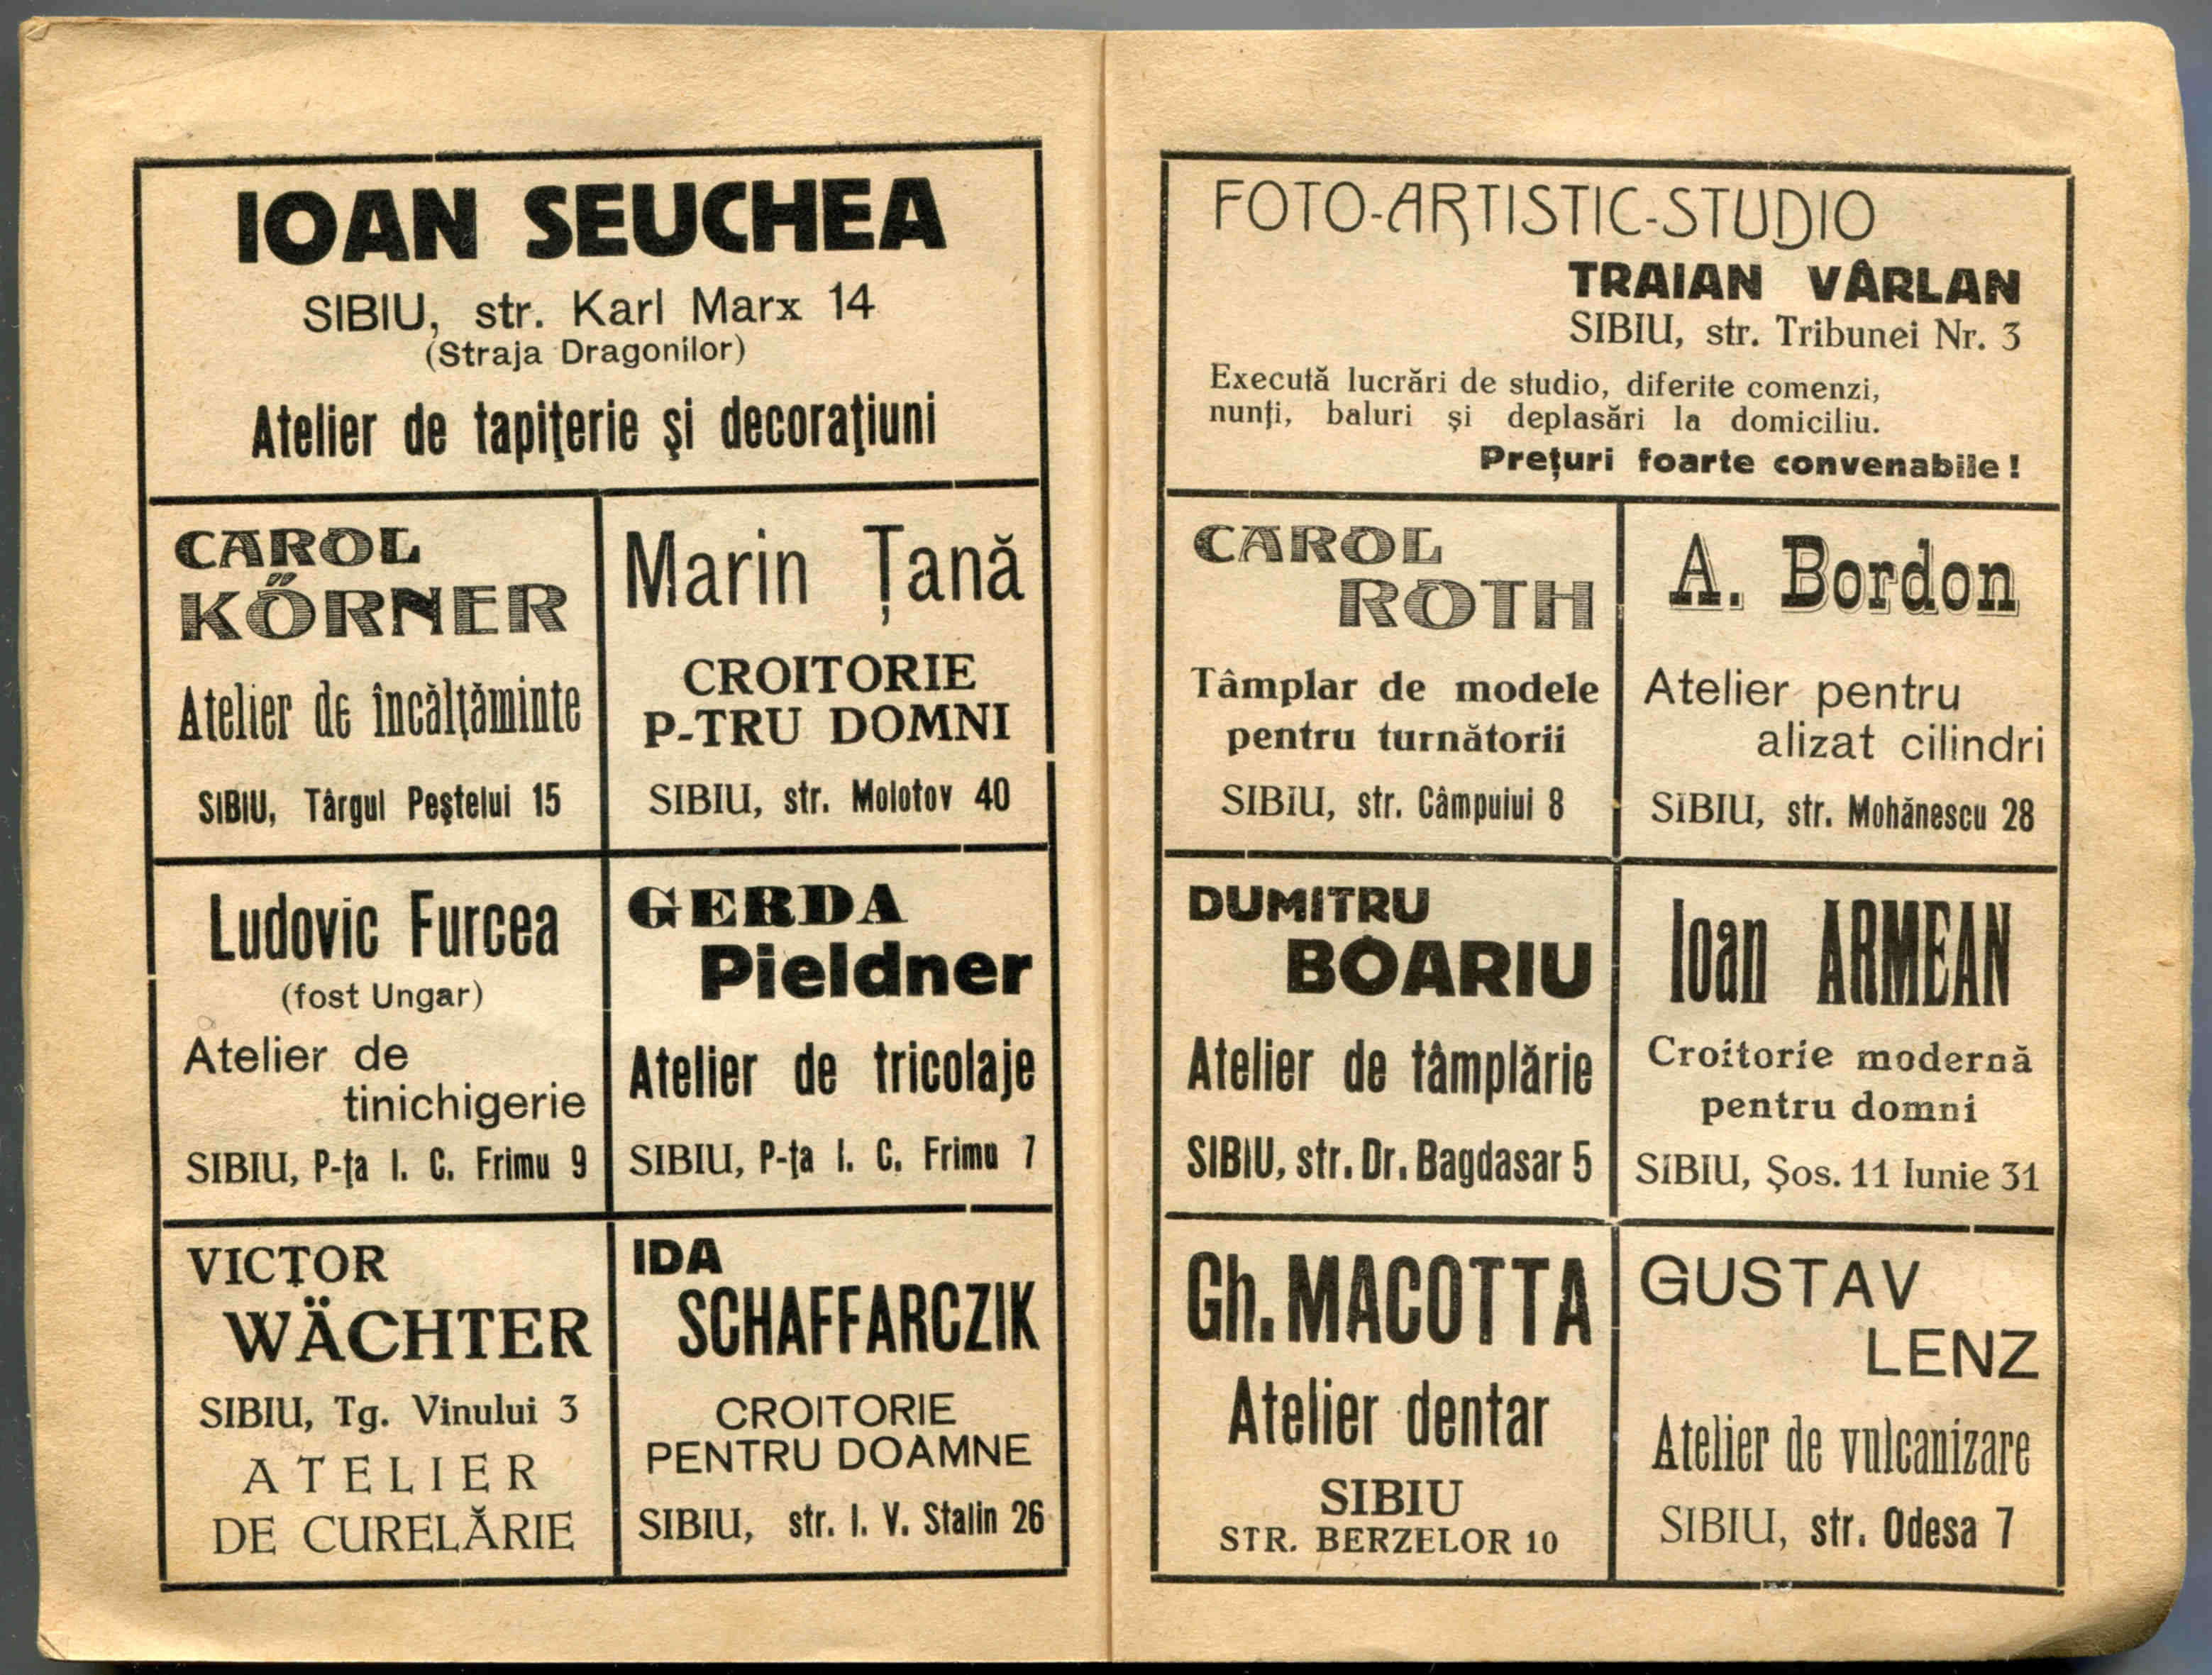 IOAN SEUCHEA
SIBIU, str. Karl Marx 14
(Straja Dragonilor)
Atelier de tapiţerie şi decoraţiuni
CAROL
KŐRNER
Atelier de încălţăminte
SIBIU, Târgul Peştelui 15
Marin Ţană
CROITORIE
P-TRU DOMNI
SIBIU, str. Molotov 40
Ludovic Furcea
(fost Ungar)
Atelier de
tinichigerie
SIBIU, P-ţa I. C. Frimu 9
GERDA
Pieldner
Atelier de tricolaje
SIBIU, P-ţa I. C. Frimu 7
VICTOR
WÄCHTER
SIBIU, Tg. Vinului 3
ATELIER
DE CURELĂRIE
IDA
SCHAFFARCZIK
CROITORIE
PENTRU DOAMNE
SIBIU, str. I. V. Stalin 26
FOTO-ARTISTIC-STUDIO
TRAIAN VÂRLAN
SIBIU, str. Tribunei Nr. 3
Execută lucrări de studio, diferite comenzi,
nunţi, baluri şi deplasări la domiciliu.
Preţuri foarte convenabile!
CAROL
ROTH
Tâmplar de modele
pentru turnătorii
SIBIU, str. Câmpului 8
A. Bordon
Atelier pentru
alizat cilindri
SIBIU, str. Mohănescu 28
DUMITRU
BOARIU
Atelier de tâmplărie
SIBIU, str. Dr. Bagdasar 5
Ioan ARMEAN
Croitorie modernă
pentru domni
SIBIU, Şos. 11 Iunie 31
Gh. MACOTTA
Atelier dentar
SIBIU
STR. BERZELOR 10
GUSTAV
LENZ
Atelier de vulcanizare
SIBIU, str. Odesa 7